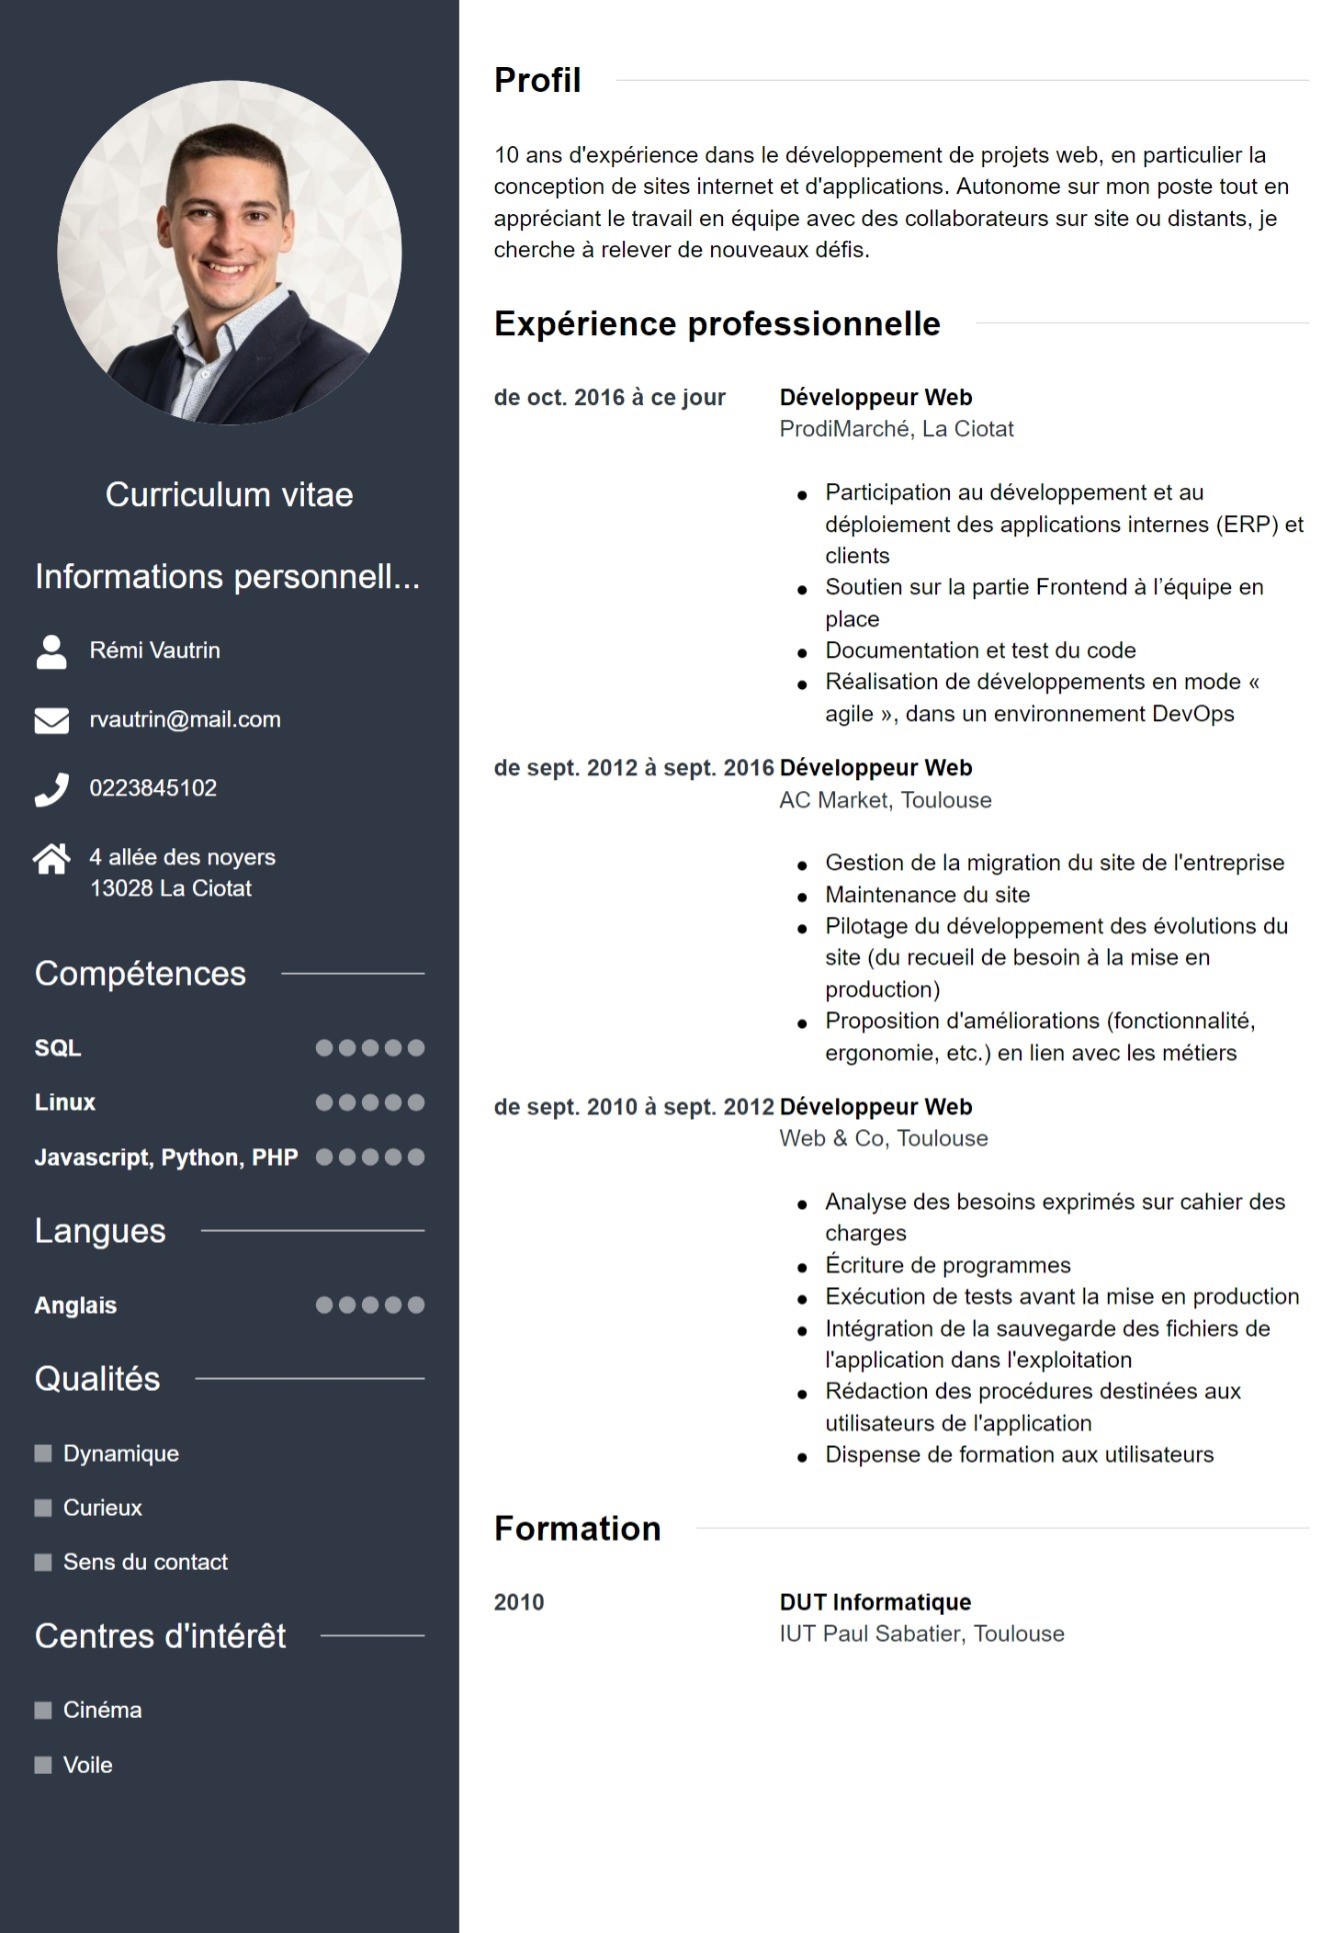 Curriculum vitae
Informations personnell...
Rémi Vautrin
rvautrin@mail.com
0223845102
4 allée des noyers
13028 La Ciotat
Compétences
SQL
Linux
Javascript, Python, PHP
Langues
Anglais
Qualités
Dynamique
Curieux
Sens du contact
Centres d'intérêt
Cinéma
Voile
Profil
10 ans d'expérience dans le développement de projets web, en particulier la
conception de sites internet et d'applications. Autonome sur mon poste tout en
appréciant le travail en équipe avec des collaborateurs sur site ou distants, je
cherche à relever de nouveaux défis.
Expérience professionnelle
de oct. 2016 à ce jour Développeur Web
ProdiMarché, La Ciotat
• Participation au développement et au
déploiement des applications internes (ERP) et
clients
• Soutien sur la partie Frontend à l’équipe en
place
• Documentation et test du code
• Réalisation de développements en mode «
agile », dans un environnement DevOps
de sept. 2012 à sept. 2016 Développeur Web
AC Market, Toulouse
• Gestion de la migration du site de l'entreprise
• Maintenance du site
• Pilotage du développement des évolutions du
site (du recueil de besoin à la mise en
production)
• Proposition d'améliorations (fonctionnalité,
ergonomie, etc.) en lien avec les métiers
de sept. 2010 à sept. 2012 Développeur Web
Web & Co, Toulouse
• Analyse des besoins exprimés sur cahier des
charges
• Écriture de programmes
• Exécution de tests avant la mise en production
• Intégration de la sauvegarde des fichiers de
l'application dans l'exploitation
• Rédaction des procédures destinées aux
utilisateurs de l'application
• Dispense de formation aux utilisateurs
Formation
2010 DUT Informatique
IUT Paul Sabatier, Toulouse